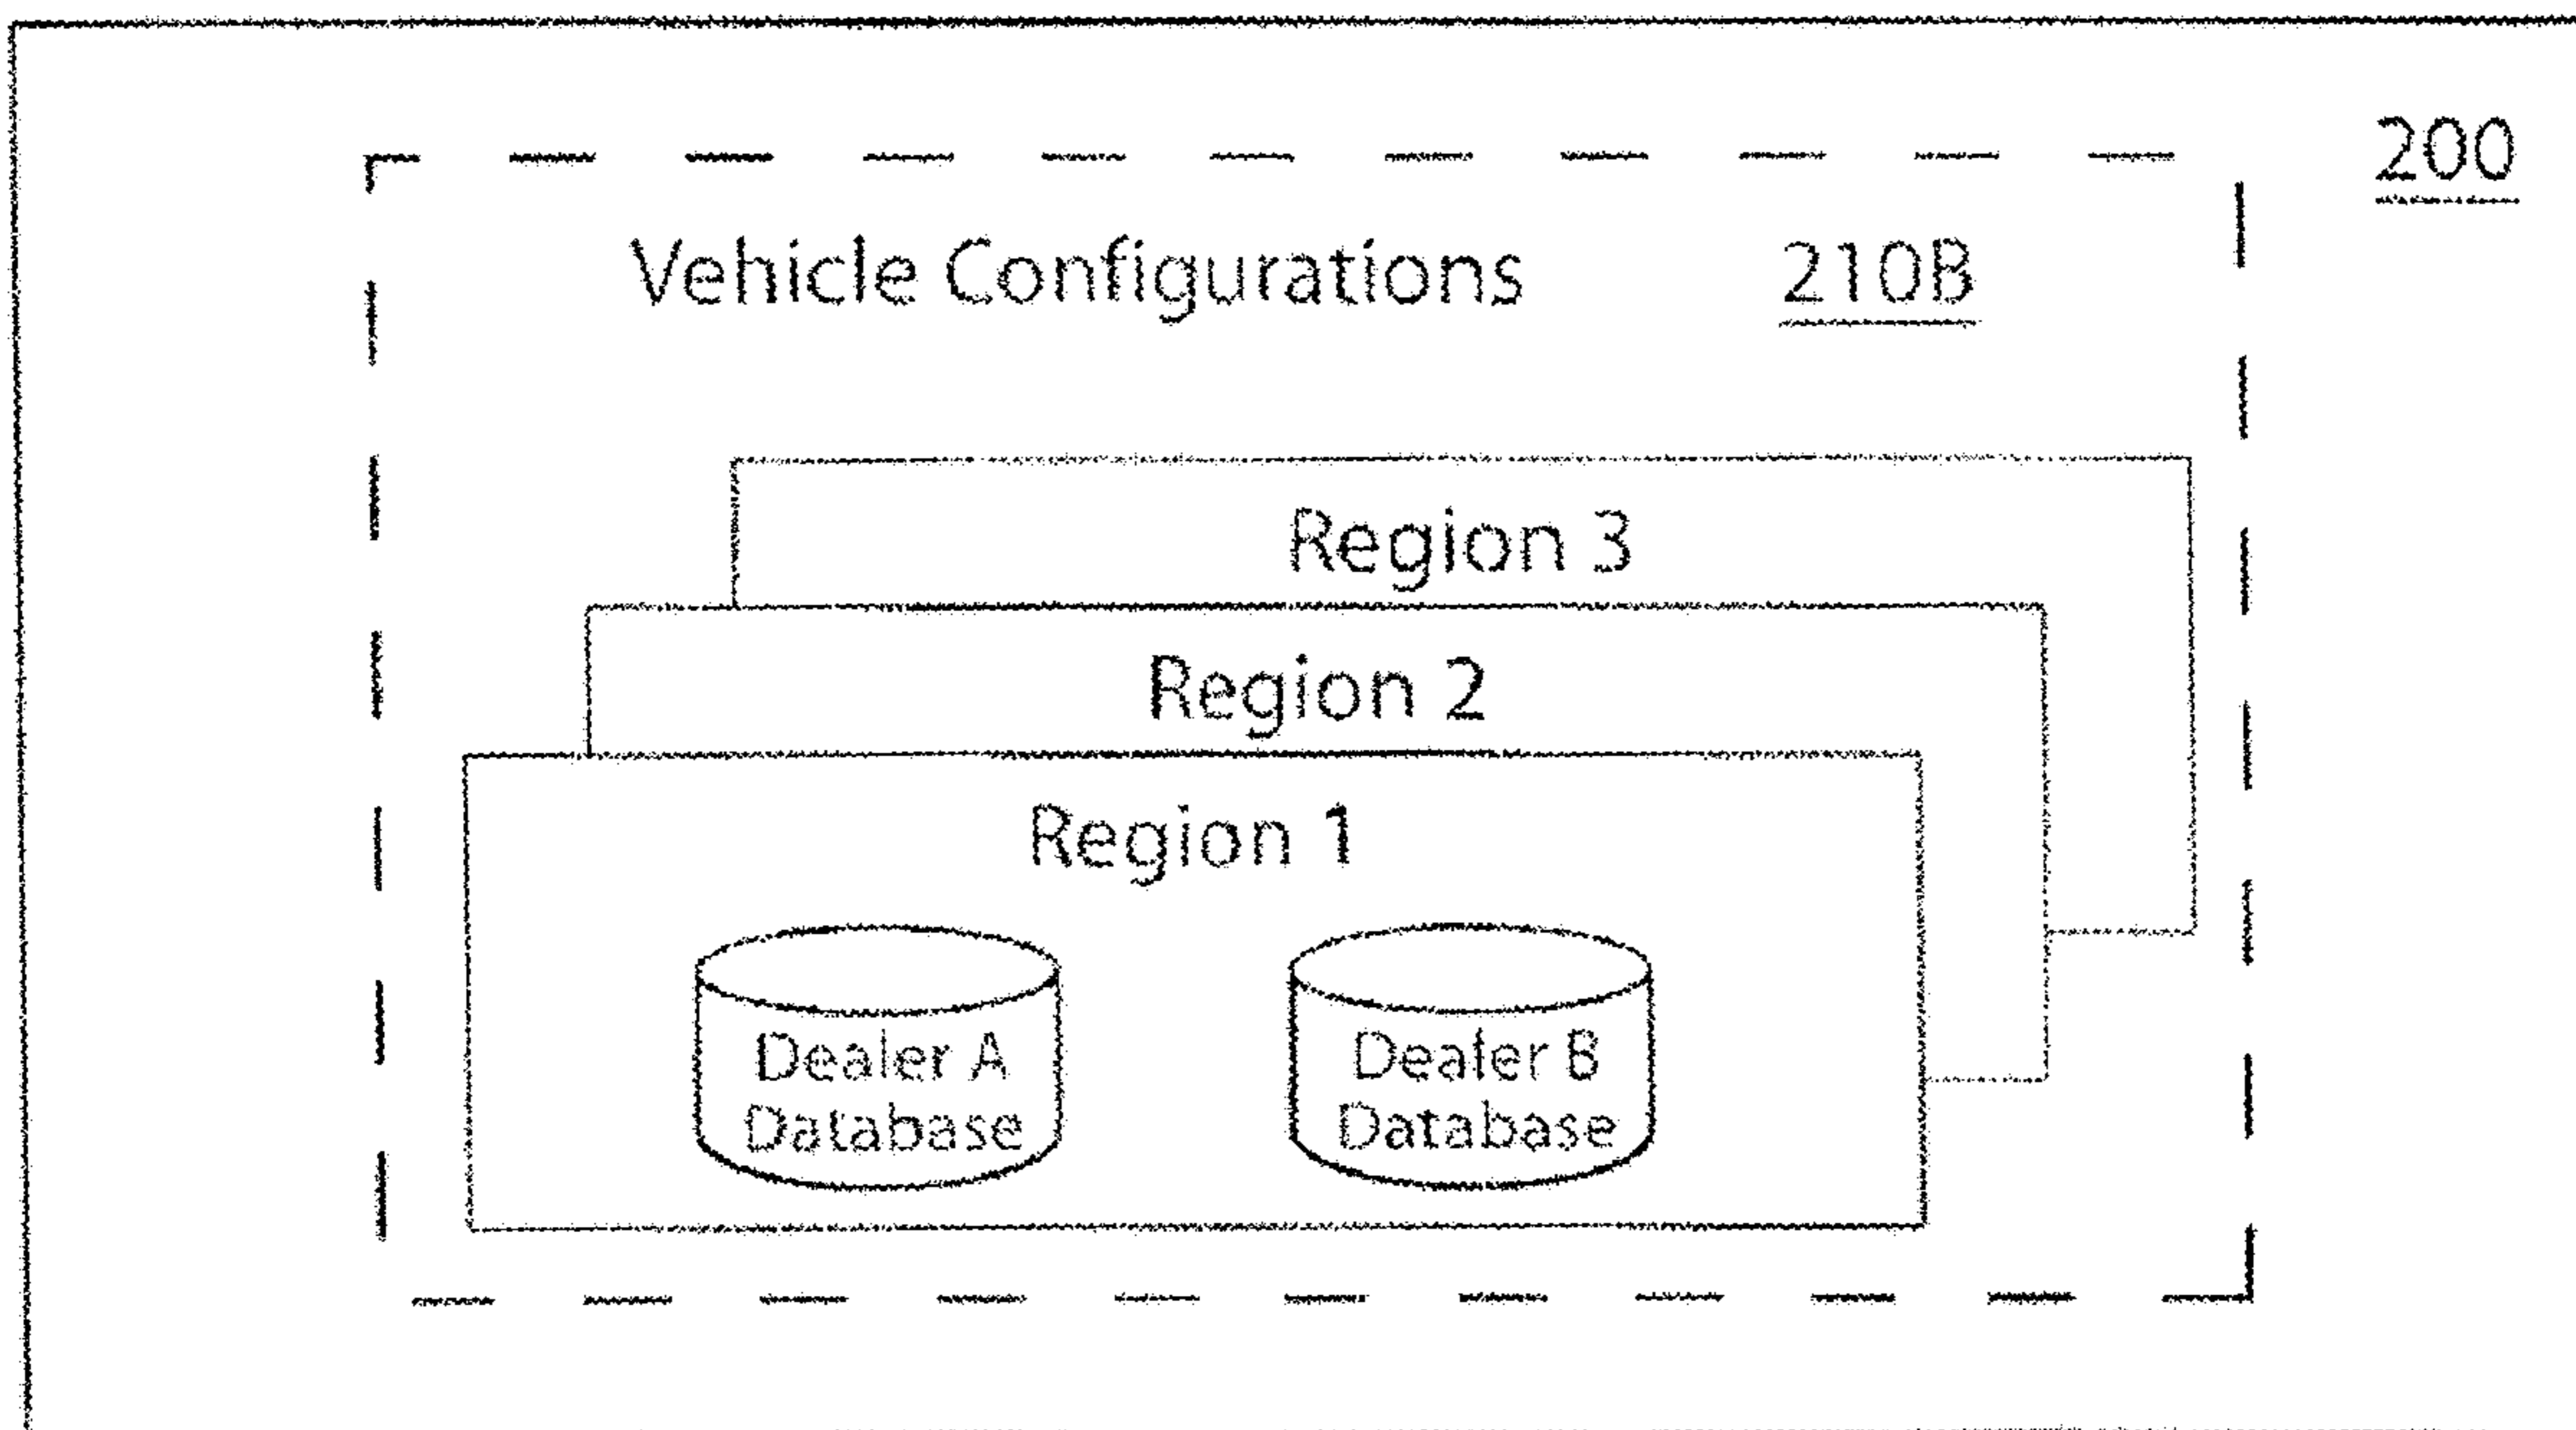 200
Vehicle Configurations 210B
Region 3
Region 2
Region 1
Dealer A
Database
Dealer B
Database